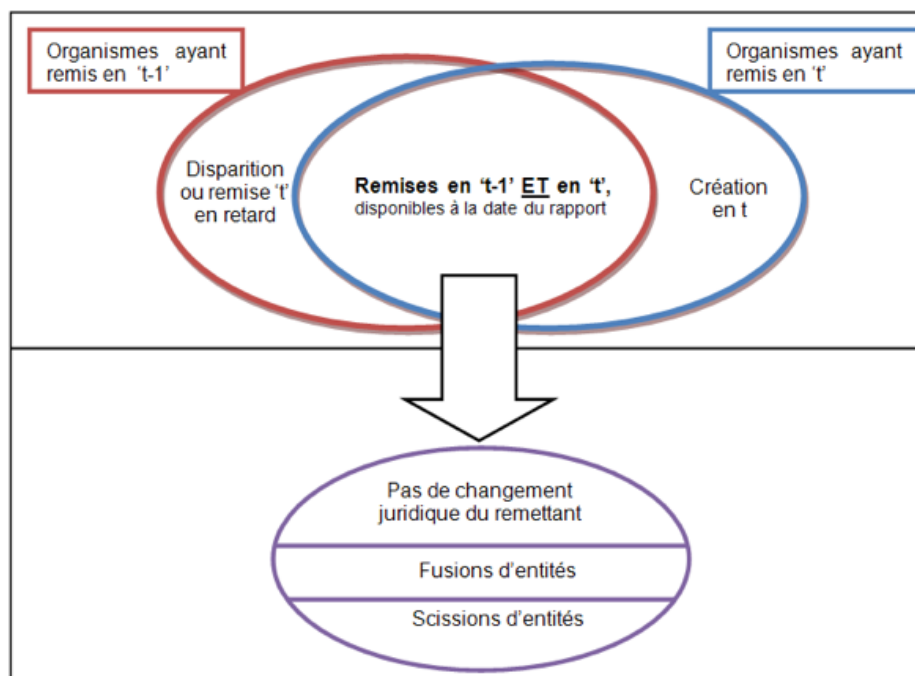 Organismes ayant
remis en ‘t-1’
Organismes ayant
remis en ‘t’
Disparition
ou remise ‘t’
en retard
Remises en ‘t-1’ ET en ‘t’,
disponibles à la date du rapport
Création
en t
Pas de changement
juridique du remettant
Fusions d’entités
Scissions d’entités